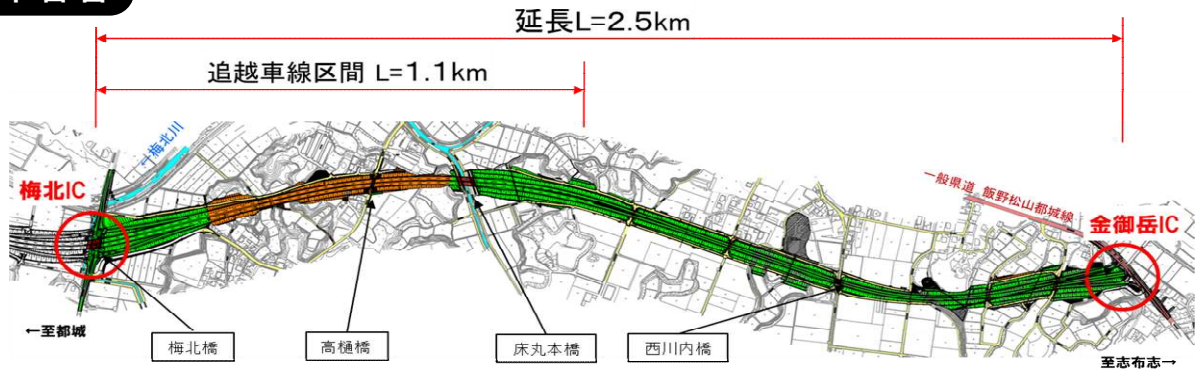 延長L=2.5km
追越車線区間 L=1.1km
←梅北川
梅北IC
一般県道 飯野松山都城線
金御岳IC
←至都城
梅北橋
高樋橋
床丸本橋
西川内橋
至志布志→